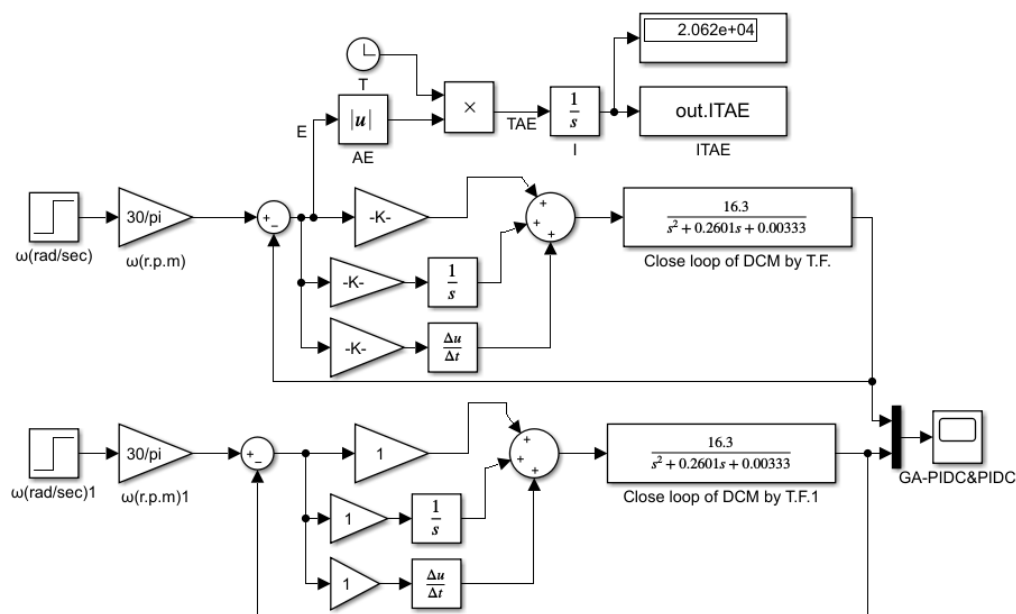 2.062e+04
T
E
|u|
AE
×
TAE
1/s
I
out.ITAE
ITAE
ω(rad/sec)
30/pi
ω(r.p.m)
+
−
-K-
+
+
+
16.3
s² + 0.2601s + 0.00333
Close loop of DCM by T.F.
-K-
1/s
-K-
Δu/Δt
ω(rad/sec)1
30/pi
ω(r.p.m)1
+
−
1
+
+
+
16.3
s² + 0.2601s + 0.00333
Close loop of DCM by T.F.1
GA-PIDC&PIDC
1
1/s
1
Δu/Δt